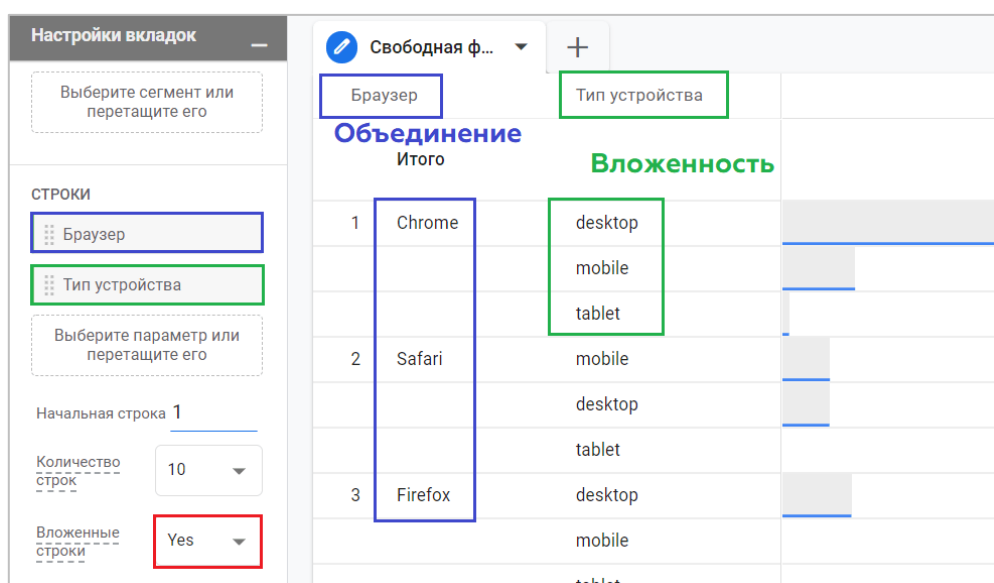 Настройки вкладок
Выберите сегмент или
перетащите его
СТРОКИ
Браузер
Тип устройства
Выберите параметр или
перетащите его
Начальная строка 1
Количество
строк
10
Вложенные
строки
Yes
Свободная ф...
Браузер
Тип устройства
Объединение
Итого
Вложенность
1 Chrome desktop
mobile
tablet
2 Safari mobile
desktop
tablet
3 Firefox desktop
mobile